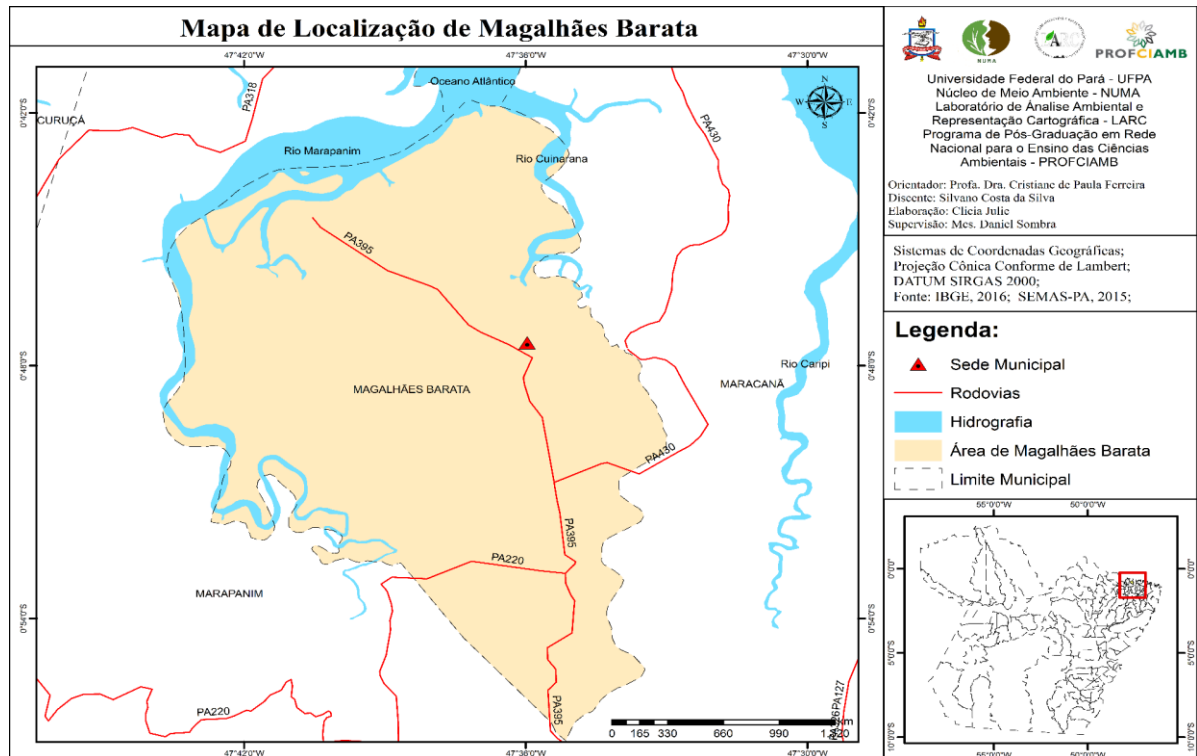 Mapa de Localização de Magalhães Barata
47°42'0"W
47°36'0"W
47°30'0"W
0°42'0"S
0°48'0"S
0°54'0"S
0°42'0"S
0°48'0"S
0°54'0"S
47°42'0"W
47°36'0"W
47°30'0"W
CURUÇÁ
PA318
Oceano Atlântico
PA430
N
W E
S
Rio Marapanim
Rio Cuinarana
PA395
MAGALHÃES BARATA
MARACANÃ
Rio Caripi
PA430
PA395
PA220
MARAPANIM
PA220
PA395
PA127
0 165 330 660 990
NUMA
PROFCIAMB
Universidade Federal do Pará - UFPA
Núcleo de Meio Ambiente - NUMA
Laboratório de Ánalise Ambiental e
Representação Cartográfica - LARC
Programa de Pós-Graduação em Rede
Nacional para o Ensino das Ciências
Ambientais - PROFCIAMB
Orientador: Profa. Dra. Cristiane de Paula Ferreira
Discente: Silvano Costa da Silva
Elaboração: Clicia Julie
Supervisão: Mes. Daniel Sombra
Sistemas de Coordenadas Geográficas;
Projeção Cônica Conforme de Lambert;
DATUM SIRGAS 2000;
Fonte: IBGE, 2016; SEMAS-PA, 2015;
Legenda:
Sede Municipal
Rodovias
Hidrografia
Área de Magalhães Barata
Limite Municipal
55°0'0"W
50°0'0"W
0°0'0"
5°0'0"S
10°0'0"S
0°0'0"
5°0'0"S
10°0'0"S
55°0'0"W
50°0'0"W